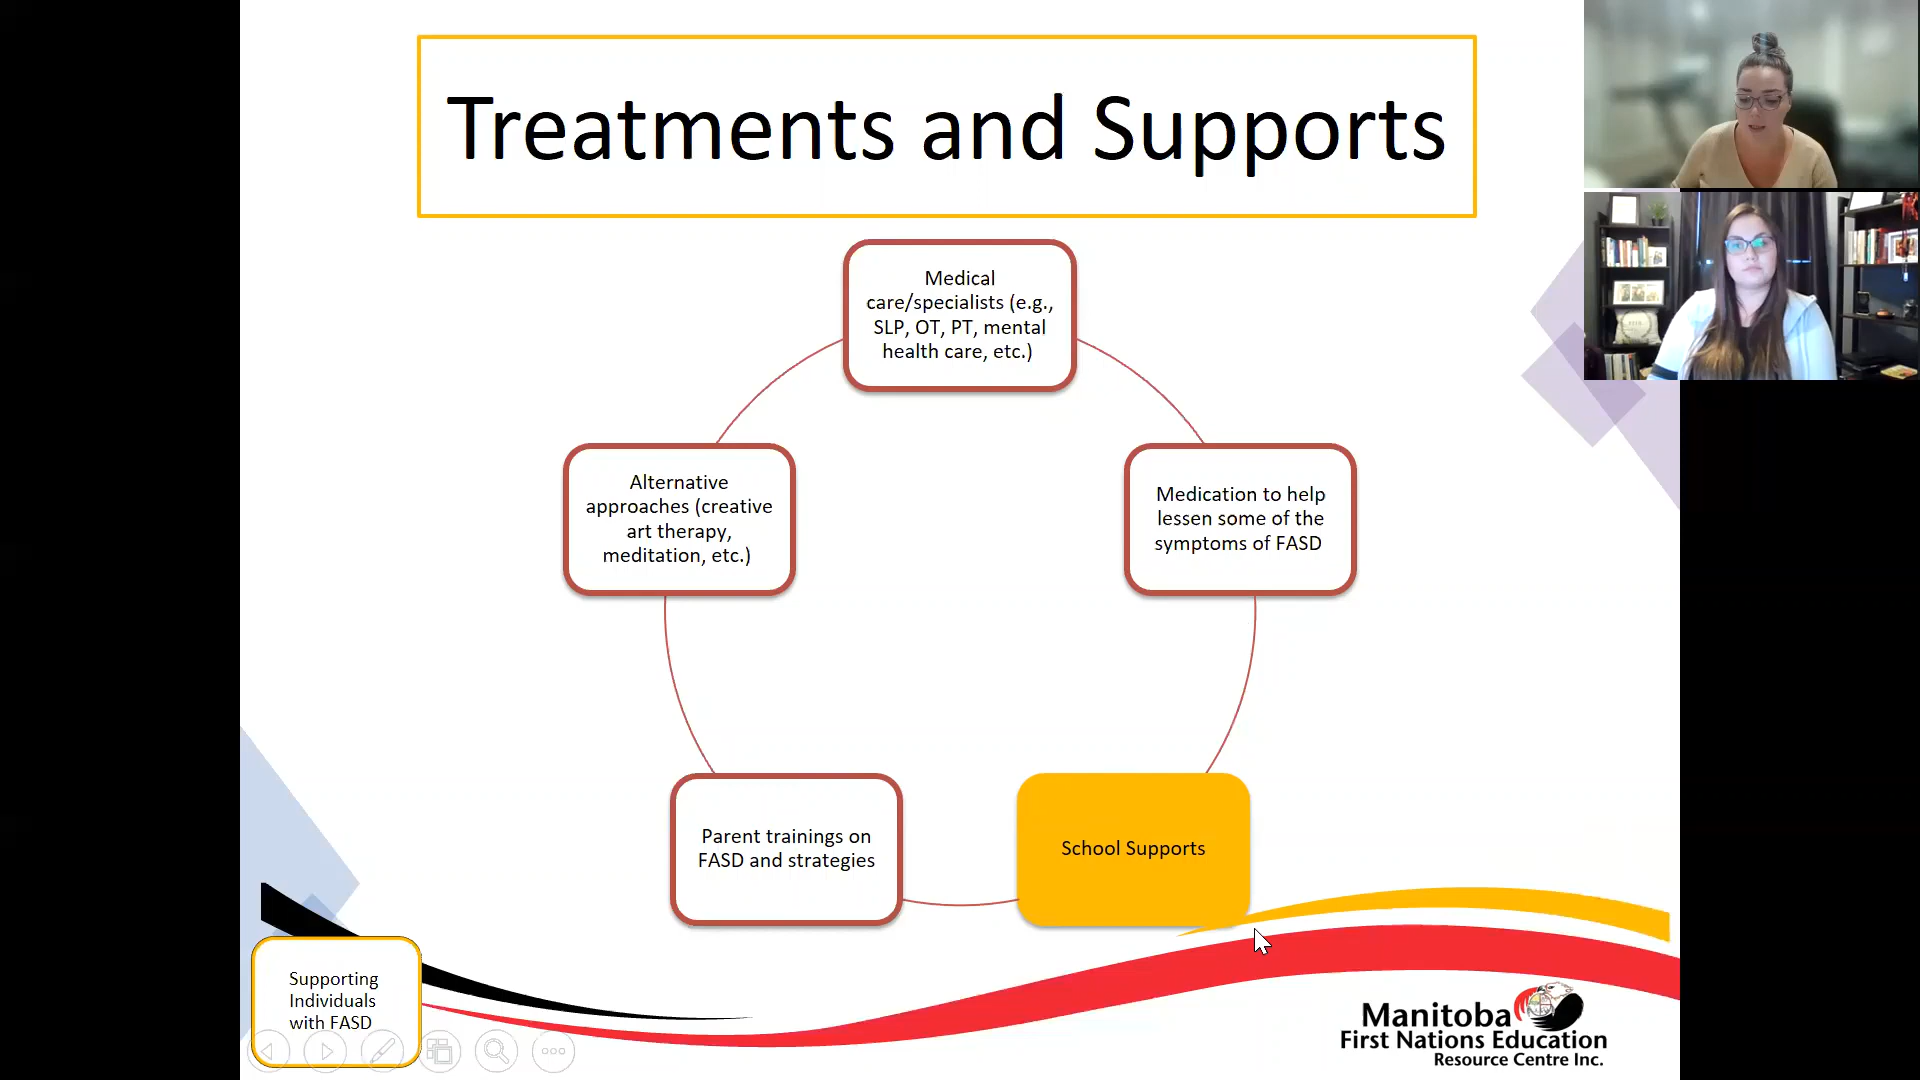 Treatments and Supports
Medical
care/specialists (e.g.,
SLP, OT, PT, mental
health care, etc.)
Alternative
approaches (creative
art therapy,
meditation, etc.)
Medication to help
lessen some of the
symptoms of FASD
Parent trainings on
FASD and strategies
School Supports
Supporting
Individuals
with FASD
Manitoba
First Nations Education
Resource Centre Inc.